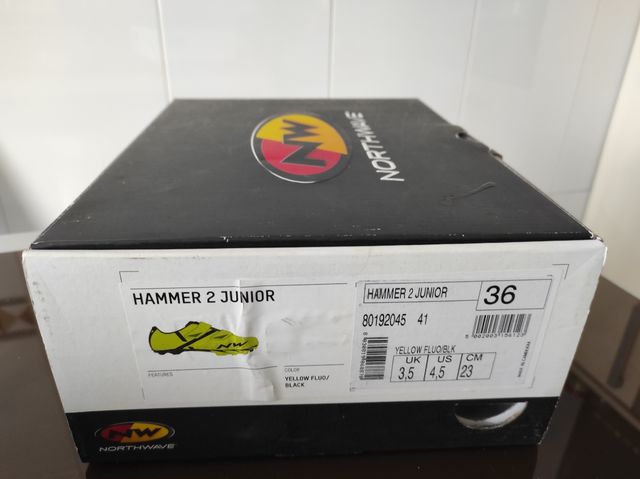 NW
NORTHWAVE
HAMMER 2 JUNIOR
FEATURES
COLOR
YELLOW FLUO/
BLACK
NW
HAMMER 2 JUNIOR 36
80192045 41
YELLOW FLUO/BLK
UK US CM
3,5 4,5 23
NW
NORTHWAVE